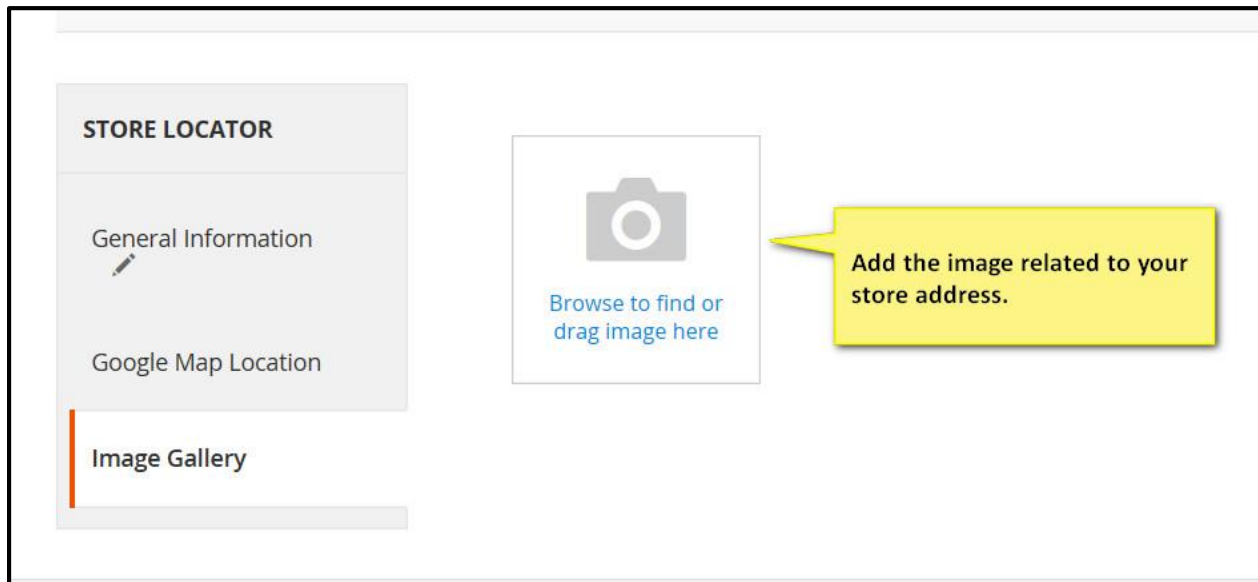 STORE LOCATOR
General Information
Google Map Location
Image Gallery
Browse to find or
drag image here
Add the image related to your
store address.